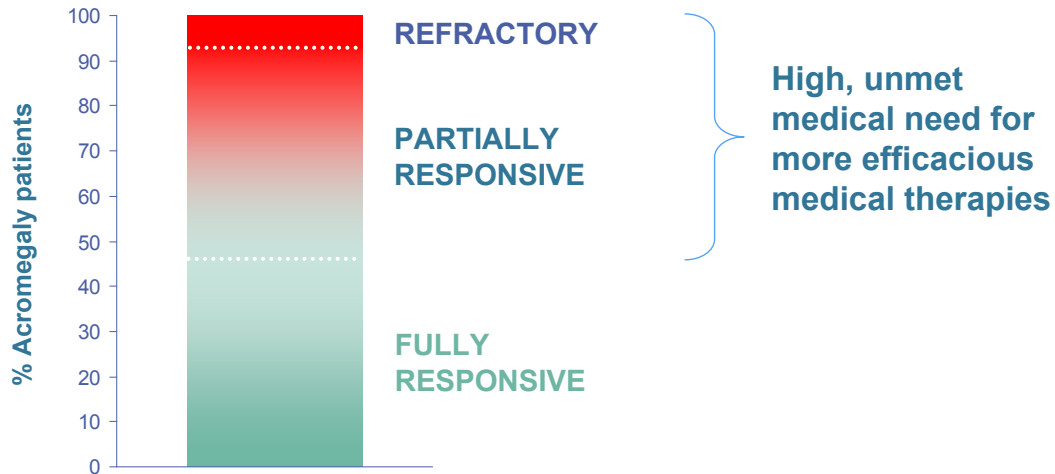 % Acromegaly patients
100
90
80
70
60
50
40
30
20
10
0
REFRACTORY
PARTIALLY
RESPONSIVE
FULLY
RESPONSIVE
High, unmet
medical need for
more efficacious
medical therapies